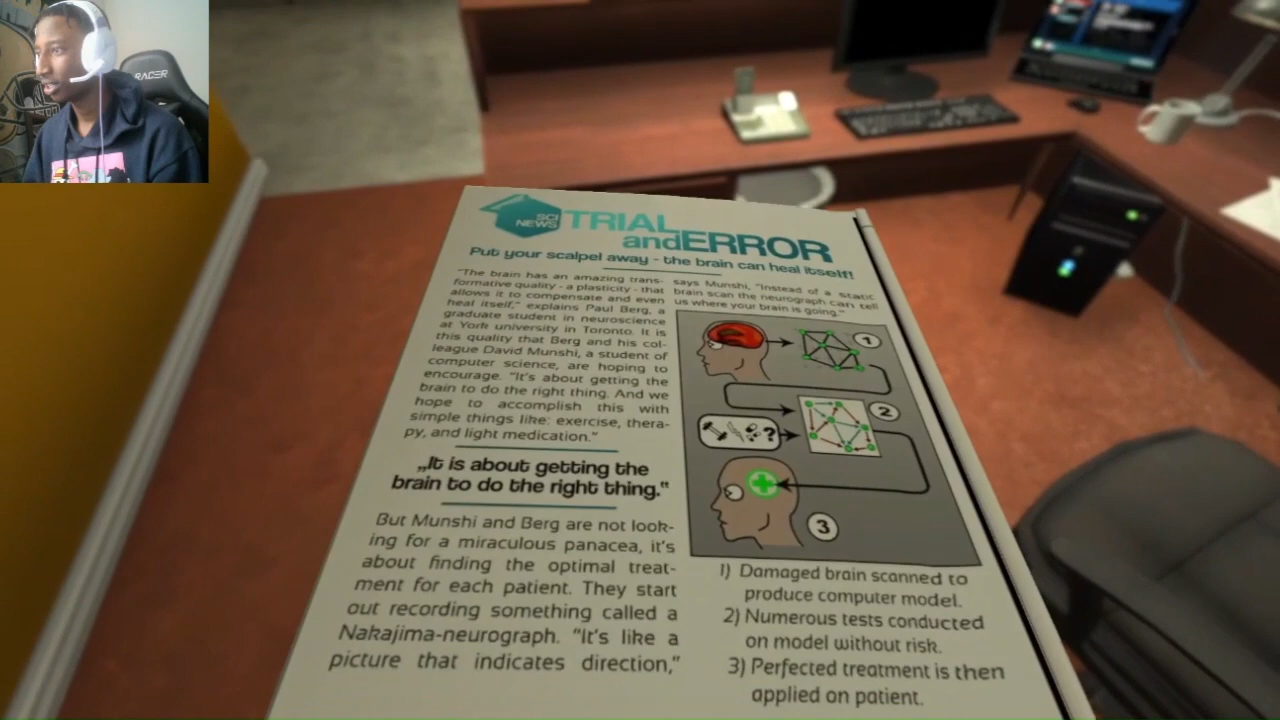 RACER
SCI
NEWS
TRIAL
and ERROR
Put your scalpel away - the brain can heal itself!
"The brain has an amazing trans-
formative quality - a plasticity - that
allows it to compensate and even
heal itself," explains Paul Berg, a
graduate student in neuroscience
at York university in Toronto. It is
this quality that Berg and his col-
league David Munshi, a student of
computer science, are hoping to
encourage. "It's about getting the
brain to do the right thing. And we
hope to accomplish this with
simple things like: exercise, thera-
py, and light medication."
„It is about getting the
brain to do the right thing."
But Munshi and Berg are not look-
ing for a miraculous panacea, it's
about finding the optimal treat-
ment for each patient. They start
out recording something called a
Nakajima-neurograph. "It's like a
picture that indicates direction,"
says Munshi, "Instead of a static
brain scan the neurograph can tell
us where your brain is going."
1
2
?
3
1) Damaged brain scanned to
produce computer model.
2) Numerous tests conducted
on model without risk.
3) Perfected treatment is then
applied on patient.